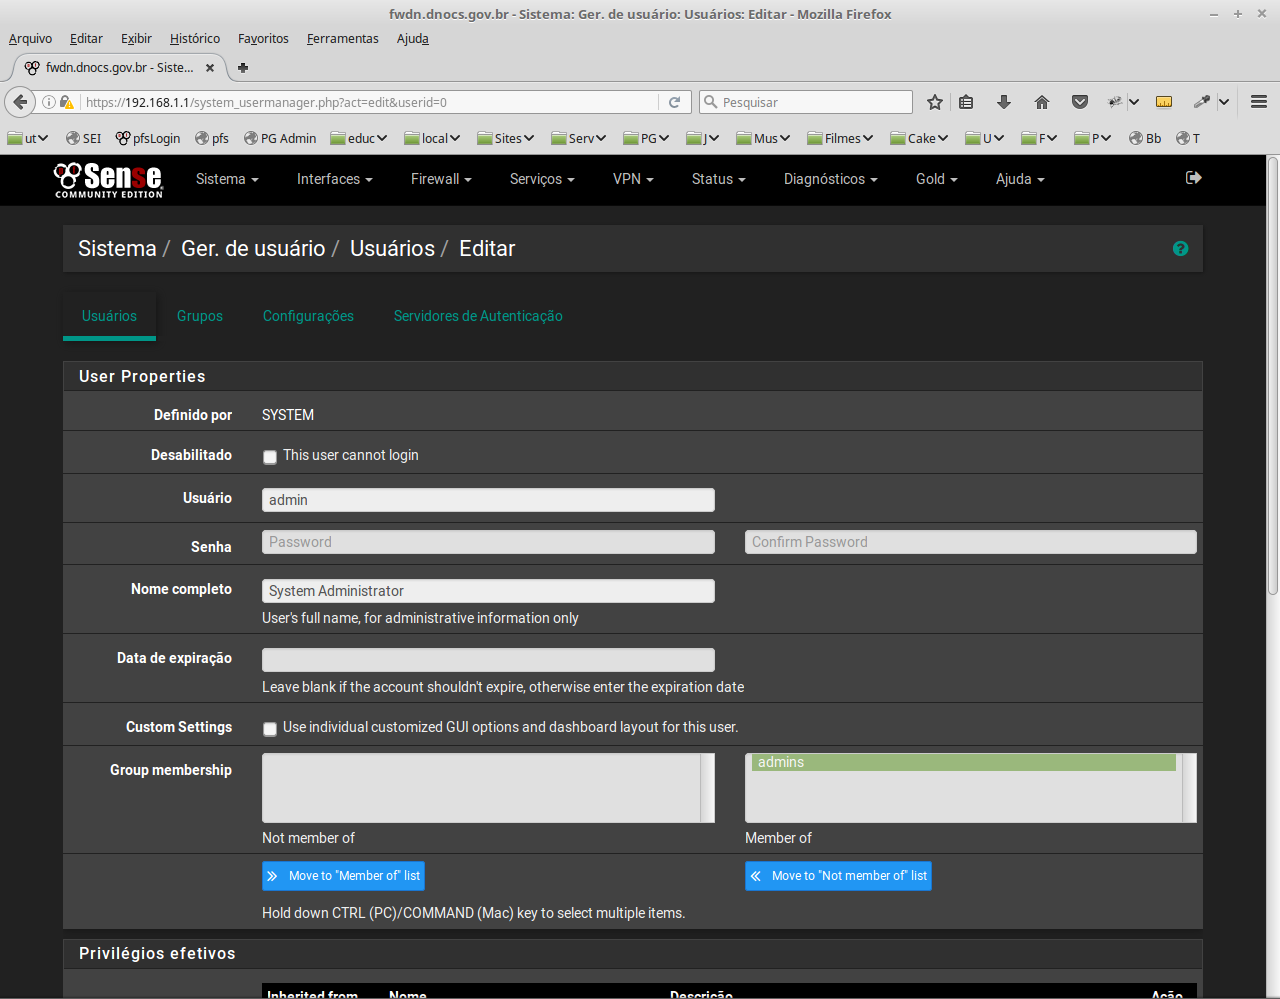 fwdn.dnocs.gov.br - Sistema: Ger. de usuário: Usuários: Editar - Mozilla Firefox
Arquivo Editar Exibir Histórico Favoritos Ferramentas Ajuda
fwdn.dnocs.gov.br - Siste...
https://192.168.1.1/system_usermanager.php?act=edit&userid=0 Pesquisar
ut SEI pfsLogin pfs PG Admin educ local Sites Serv PG J Mus Filmes Cake U F P Bb T
Sense
COMMUNITY EDITION
Sistema Interfaces Firewall Serviços VPN Status Diagnósticos Gold Ajuda
Sistema / Ger. de usuário / Usuários / Editar
Usuários Grupos Configurações Servidores de Autenticação
User Properties
Definido por SYSTEM
Desabilitado This user cannot login
Usuário admin
Senha Password Confirm Password
Nome completo System Administrator
User's full name, for administrative information only
Data de expiração
Leave blank if the account shouldn't expire, otherwise enter the expiration date
Custom Settings Use individual customized GUI options and dashboard layout for this user.
Group membership admins
Not member of Member of
Move to "Member of" list Move to "Not member of" list
Hold down CTRL (PC)/COMMAND (Mac) key to select multiple items.
Privilégios efetivos
Inherited from Nome Descrição Ação